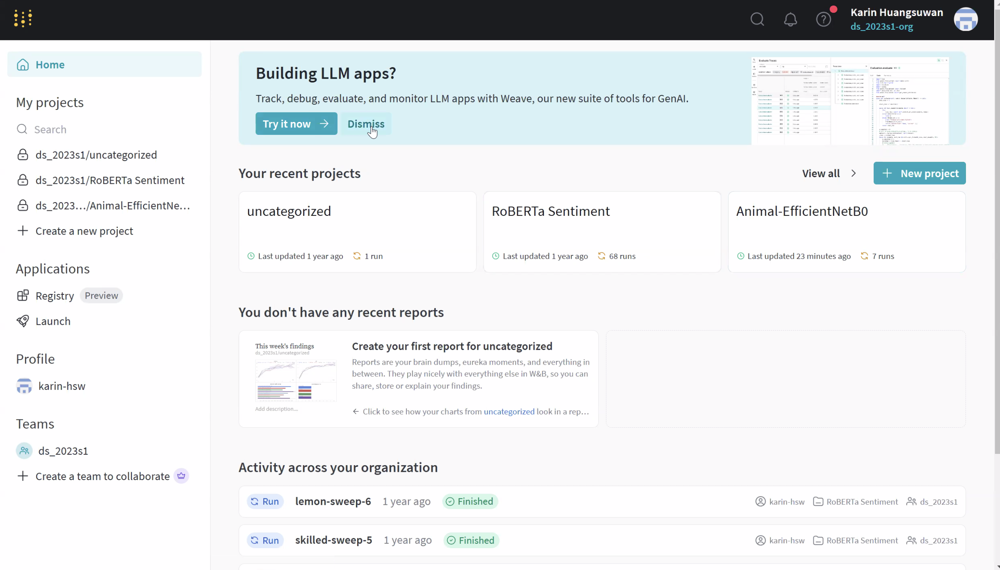 Karin Huangsuwan
ds_2023s1-org
Home
My projects
Search
ds_2023s1/uncategorized
ds_2023s1/RoBERTa Sentiment
ds_2023.../Animal-EfficientNe...
Create a new project
Applications
Registry Preview
Launch
Profile
karin-hsw
Teams
ds_2023s1
Create a team to collaborate
Building LLM apps?
Track, debug, evaluate, and monitor LLM apps with Weave, our new suite of tools for GenAI.
Try it now Dismiss
Evaluate Traces
Evaluation.evaluate
Your recent projects
View all
New project
uncategorized
Last updated 1 year ago 1 run
RoBERTa Sentiment
Last updated 1 year ago 68 runs
Animal-EfficientNetB0
Last updated 23 minutes ago 7 runs
You don't have any recent reports
This week's findings
ds_2023s1/uncategorized
Add description...
Create your first report for uncategorized
Reports are your brain dumps, eureka moments, and everything in
between. They play nicely with everything else in W&B, so you can
share, store or explain your findings.
Click to see how your charts from uncategorized look in a rep...
Activity across your organization
Run lemon-sweep-6 1 year ago Finished karin-hsw RoBERTa Sentiment ds_2023s1
Run skilled-sweep-5 1 year ago Finished karin-hsw RoBERTa Sentiment ds_2023s1